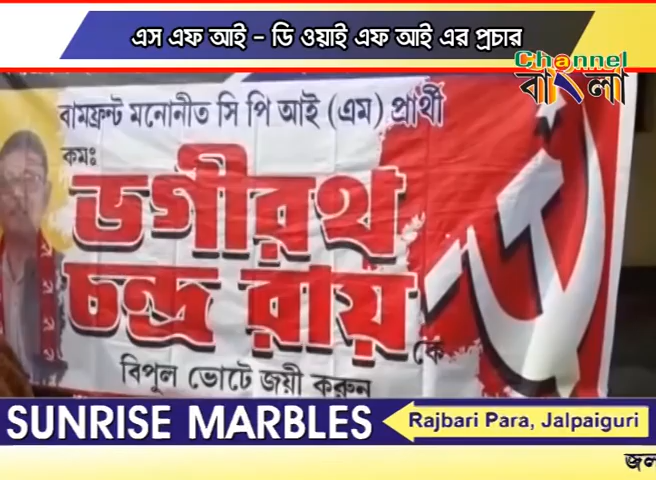 এস এফ আই - ডি ওয়াই এফ আই এর প্রচার
Channel
বাংলা
বামফ্রন্ট মনোনীত সি পি আই (এম) প্রার্থী
কমঃ
ভগীরথ
চন্দ্র রায় কে
বিপুল ভোটে জয়ী করুন
SUNRISE MARBLES
Rajbari Para, Jalpaiguri